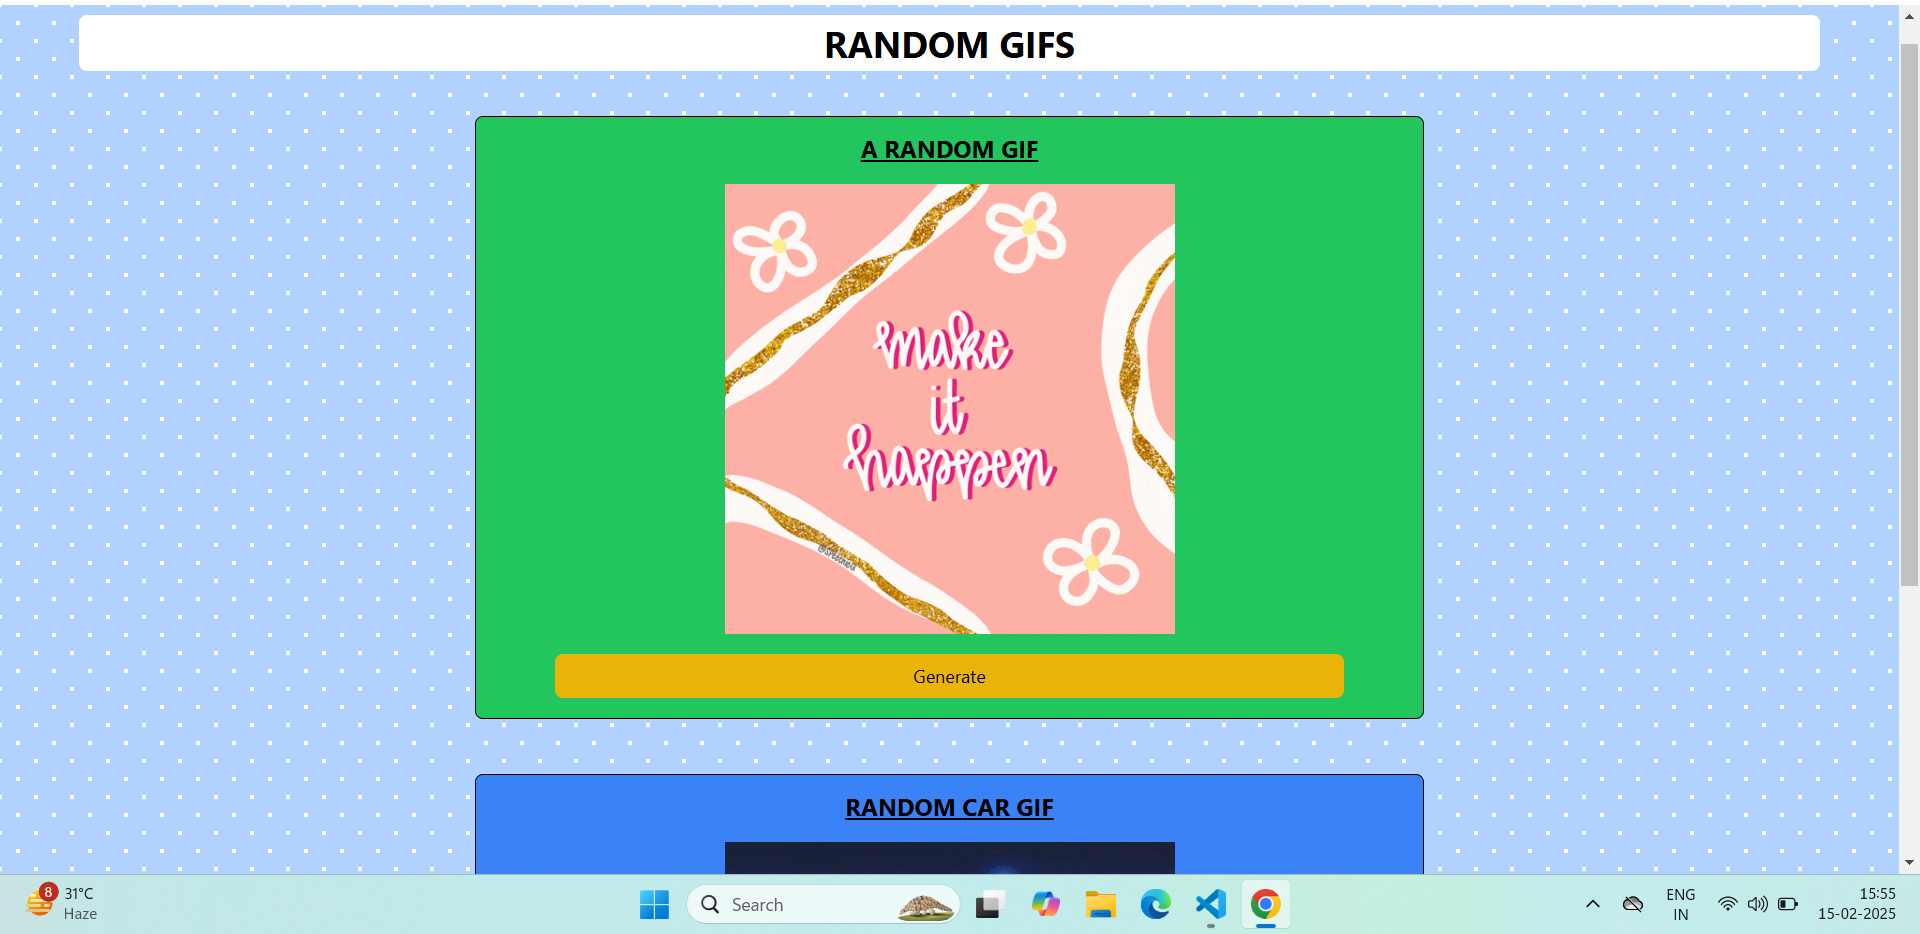 RANDOM GIFS
A RANDOM GIF
make
it
happen
Generate
RANDOM CAR GIF
8
31°C
Haze
Search
ENG
IN
15:55
15-02-2025